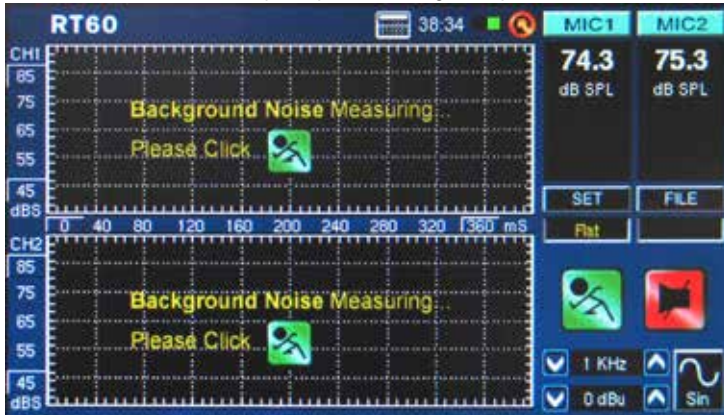 RT60 38:34 MIC1 MIC2
74.3 75.3
dB SPL dB SPL
CH1
85
75
65
55
45
dBS
Background Noise Measuring...
Please Click
SET FILE
0 40 80 120 160 200 240 280 320 360 mS
Flat
CH2
85
75
65
55
45
dBS
Background Noise Measuring...
Please Click
1 KHz
0 dBu
Sin